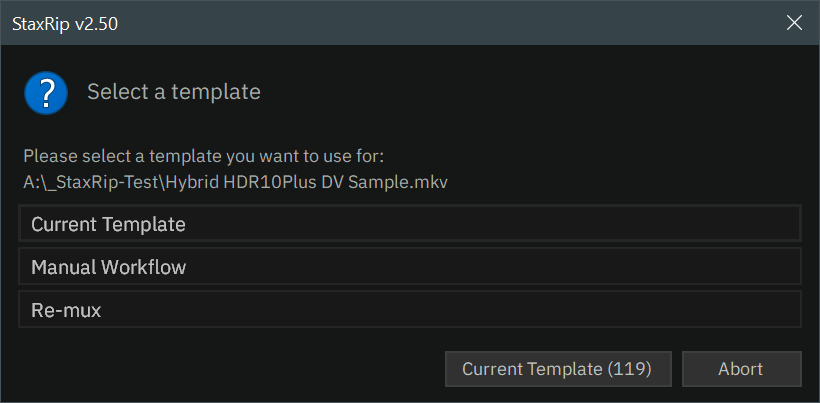 StaxRip v2.50
?
Select a template
Please select a template you want to use for:
A:\_StaxRip-Test\Hybrid HDR10Plus DV Sample.mkv
Current Template
Manual Workflow
Re-mux
Current Template (119)
Abort